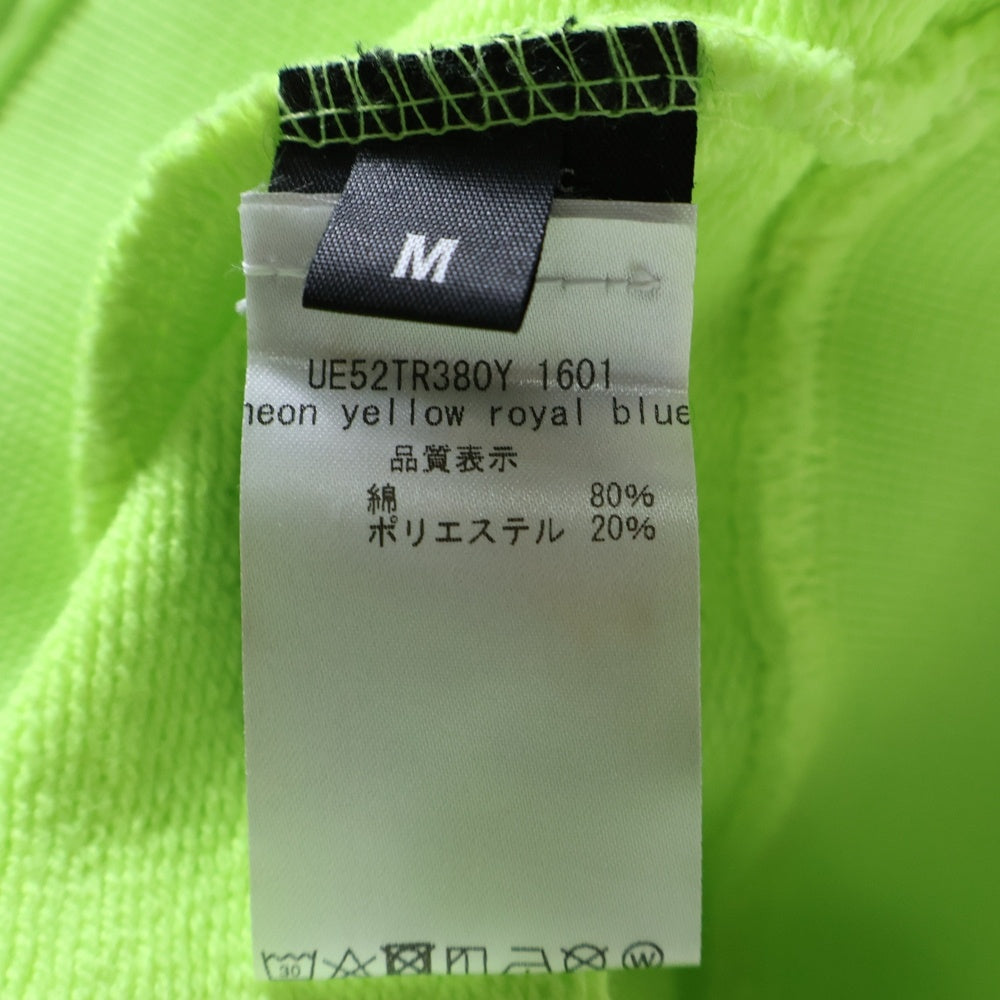 M
UE52TR380Y 1601
neon yellow royal blue
品質表示
綿 80%
ポリエステル 20%
30
W